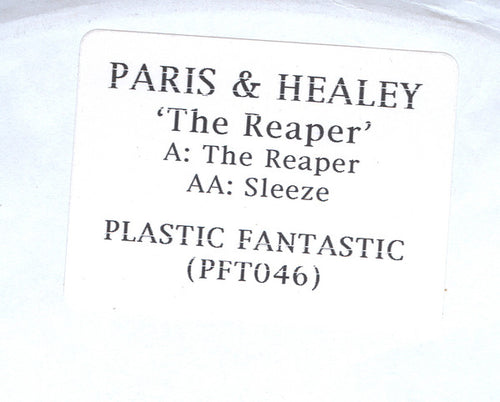 PARIS & HEALEY
'The Reaper'
A: The Reaper
AA: Sleeze
PLASTIC FANTASTIC
(PFT046)